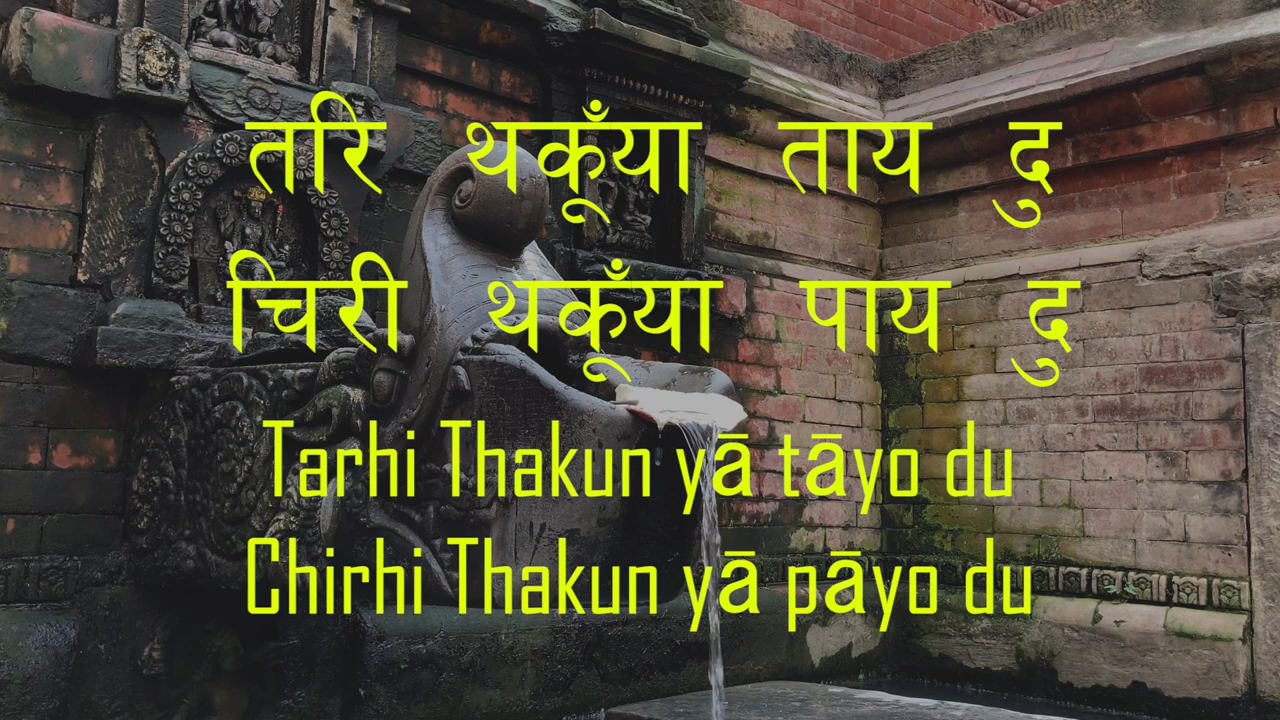 तरि थकूँया ताय दु
चिरी थकूँया पाय दु
Tarhi Thakun yā tāyo du
Chirhi Thakun yā pāyo du